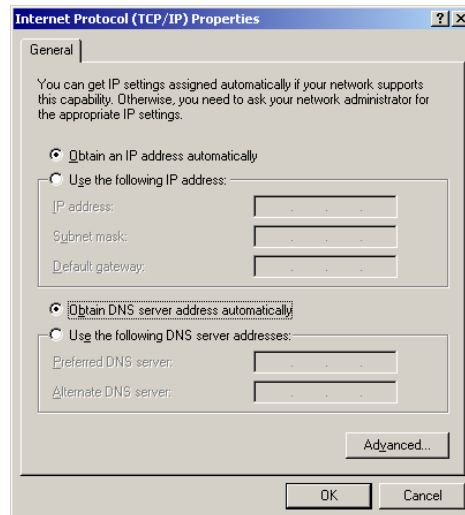 Internet Protocol (TCP/IP) Properties
General
You can get IP settings assigned automatically if your network supports
this capability. Otherwise, you need to ask your network administrator for
the appropriate IP settings.
Obtain an IP address automatically
Use the following IP address:
IP address:
Subnet mask:
Default gateway:
Obtain DNS server address automatically
Use the following DNS server addresses:
Preferred DNS server:
Alternate DNS server:
Advanced...
OK Cancel